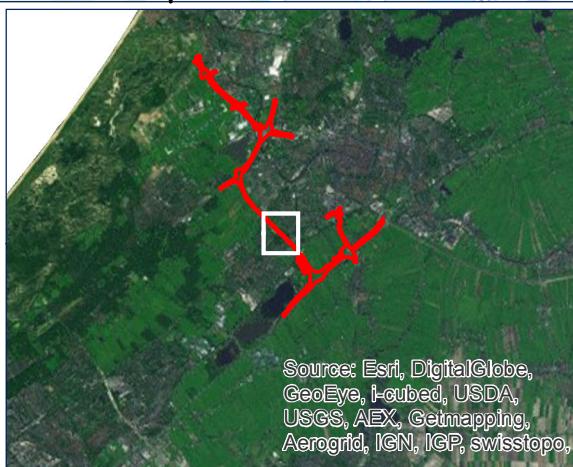 Source: Esri, DigitalGlobe,
GeoEye, i-cubed, USDA,
USGS, AEX, Getmapping,
Aerogrid, IGN, IGP, swisstopo,